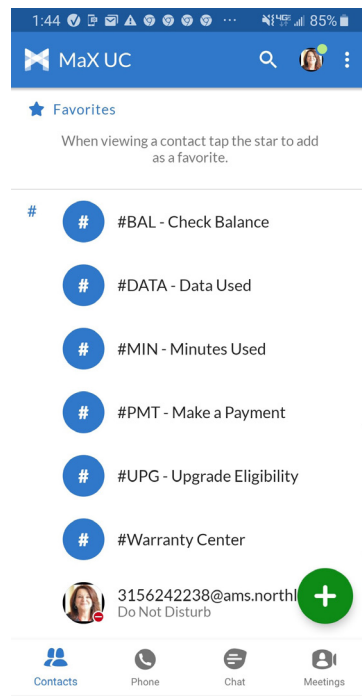 1:44 4GE 85%
MaX UC
Favorites
When viewing a contact tap the star to add
as a favorite.
#
# #BAL - Check Balance
# #DATA - Data Used
# #MIN - Minutes Used
# #PMT - Make a Payment
# #UPG - Upgrade Eligibility
# #Warranty Center
3156242238@ams.northl
Do Not Disturb
Contacts Phone Chat Meetings